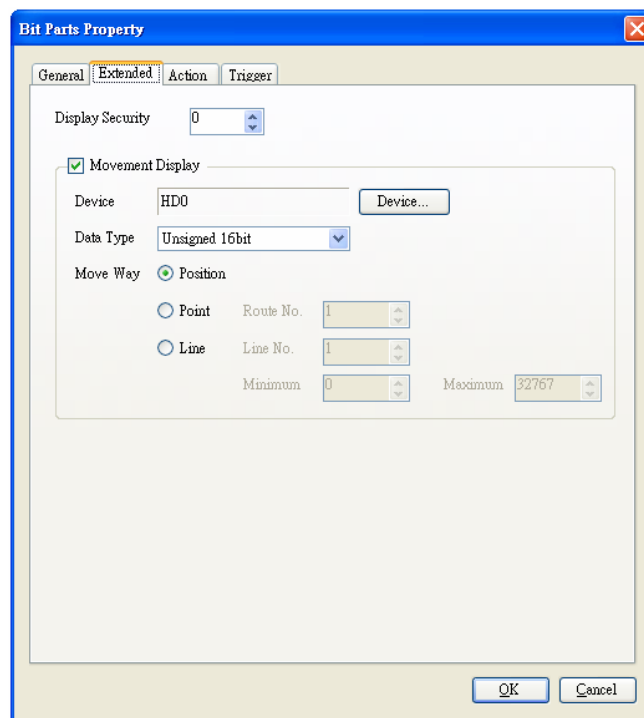 Bit Parts Property
General Extended Action Trigger
Display Security 0
Movement Display
Device HD0 Device...
Data Type Unsigned 16bit
Move Way Position
Point Route No. 1
Line Line No. 1
Minimum 0 Maximum 32767
OK Cancel